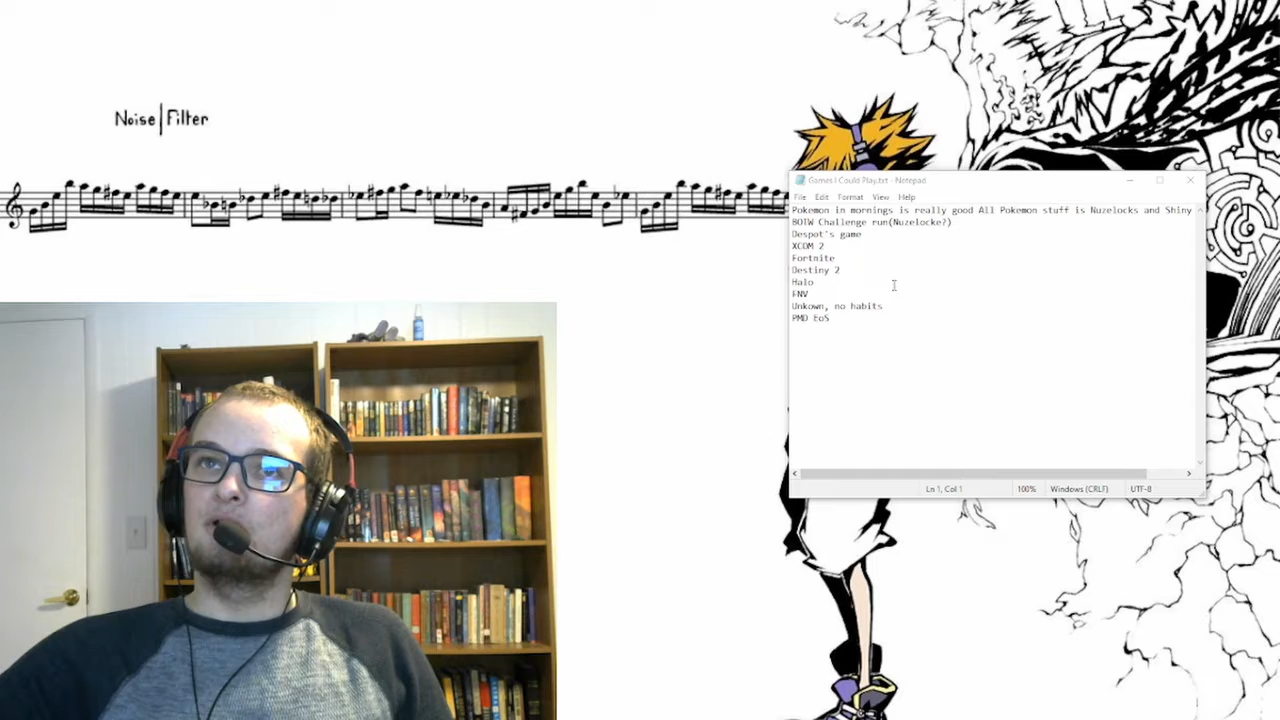 Noise|Filter
Games I Could Play.txt - Notepad
File Edit Format View Help
Pokemon in mornings is really good All Pokemon stuff is Nuzelocks and Shiny
BOTW Challenge run(Nuzelocke?)
Despot's game
XCOM 2
Fortnite
Destiny 2
Halo
FNV
Unkown, no habits
PMD EoS
Ln 1, Col 1 100% Windows (CRLF) UTF-8